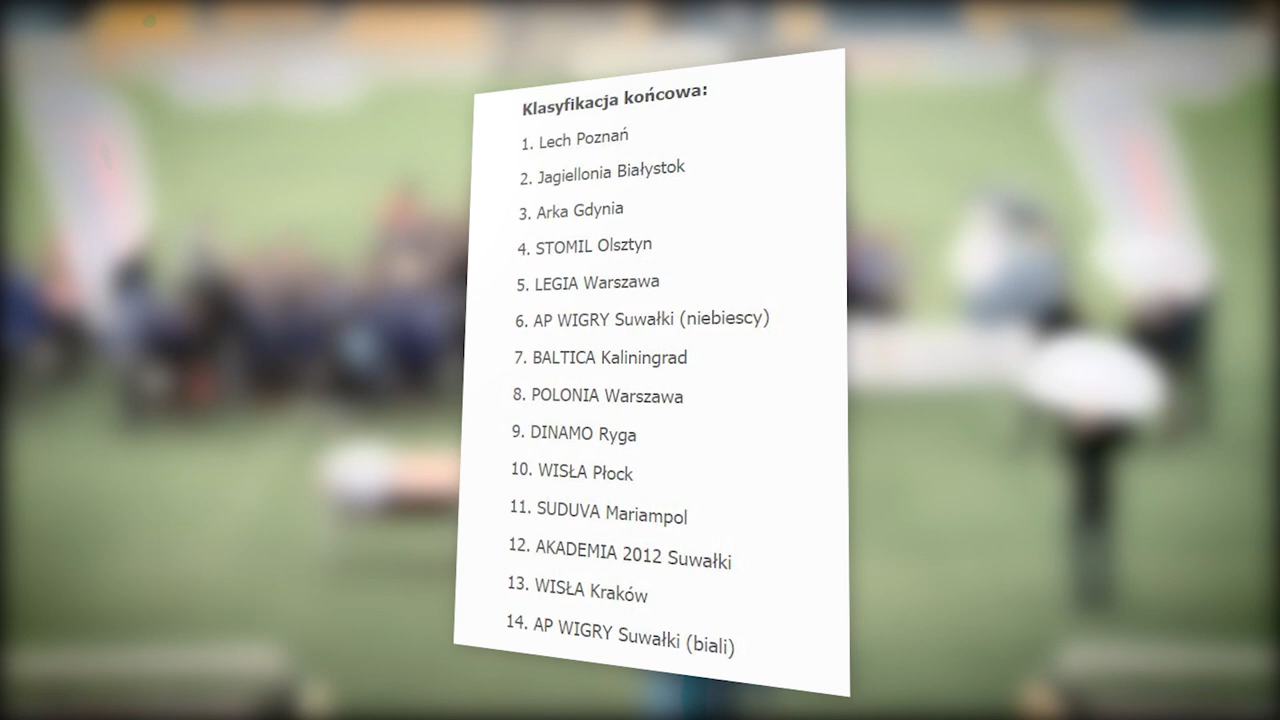 Klasyfikacja końcowa:
1. Lech Poznań
2. Jagiellonia Białystok
3. Arka Gdynia
4. STOMIL Olsztyn
5. LEGIA Warszawa
6. AP WIGRY Suwałki (niebiescy)
7. BALTICA Kaliningrad
8. POLONIA Warszawa
9. DINAMO Ryga
10. WISŁA Płock
11. SUDUVA Mariampol
12. AKADEMIA 2012 Suwałki
13. WISŁA Kraków
14. AP WIGRY Suwałki (biali)